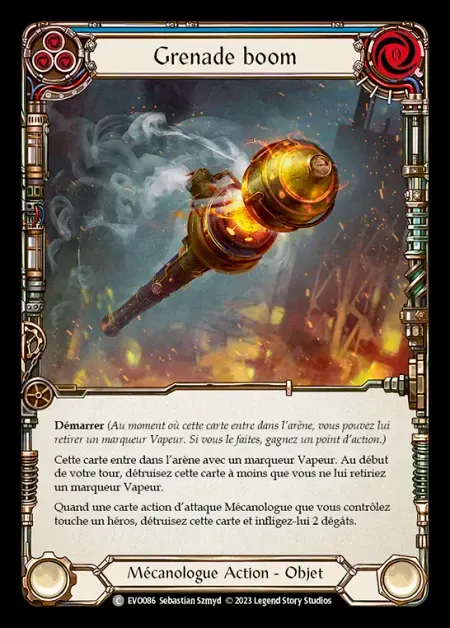 Grenade boom
0
Démarrer (Au moment où cette carte entre dans l'arène, vous pouvez lui
retirer un marqueur Vapeur. Si vous le faites, gagnez un point d'action.)
Cette carte entre dans l'arène avec un marqueur Vapeur. Au début
de votre tour, détruisez cette carte à moins que vous ne lui retiriez
un marqueur Vapeur.
Quand une carte action d'attaque Mécanologue que vous contrôlez
touche un héros, détruisez cette carte et infligez-lui 2 dégâts.
Mécanologue Action - Objet
C EVO086 Sebastian Szmyd © 2023 Legend Story Studios